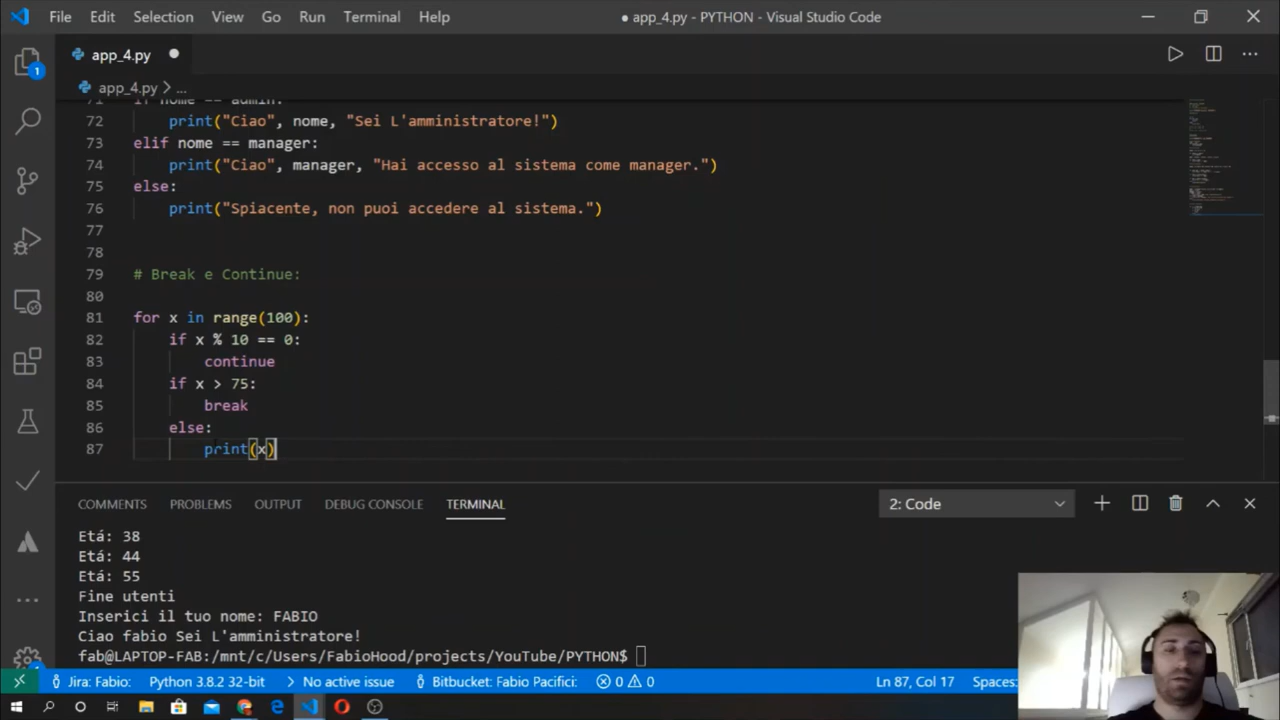 File Edit Selection View Go Run Terminal Help
● app_4.py - PYTHON - Visual Studio Code
app_4.py
app_4.py > ...
71 if nome == admin:
72 print("Ciao", nome, "Sei L'amministratore!")
73 elif nome == manager:
74 print("Ciao", manager, "Hai accesso al sistema come manager.")
75 else:
76 print("Spiacente, non puoi accedere al sistema.")
77
78
79 # Break e Continue:
80
81 for x in range(100):
82 if x % 10 == 0:
83 continue
84 if x > 75:
85 break
86 else:
87 print(x)
1
COMMENTS PROBLEMS OUTPUT DEBUG CONSOLE TERMINAL 2: Code
Etá: 38
Etá: 44
Etá: 55
Fine utenti
Inserici il tuo nome: FABIO
Ciao fabio Sei L'amministratore!
fab@LAPTOP-FAB:/mnt/c/Users/FabioHood/projects/YouTube/PYTHON$
Jira: Fabio: Python 3.8.2 32-bit No active issue Bitbucket: Fabio Pacifici: 0 0 Ln 87, Col 17 Spaces: